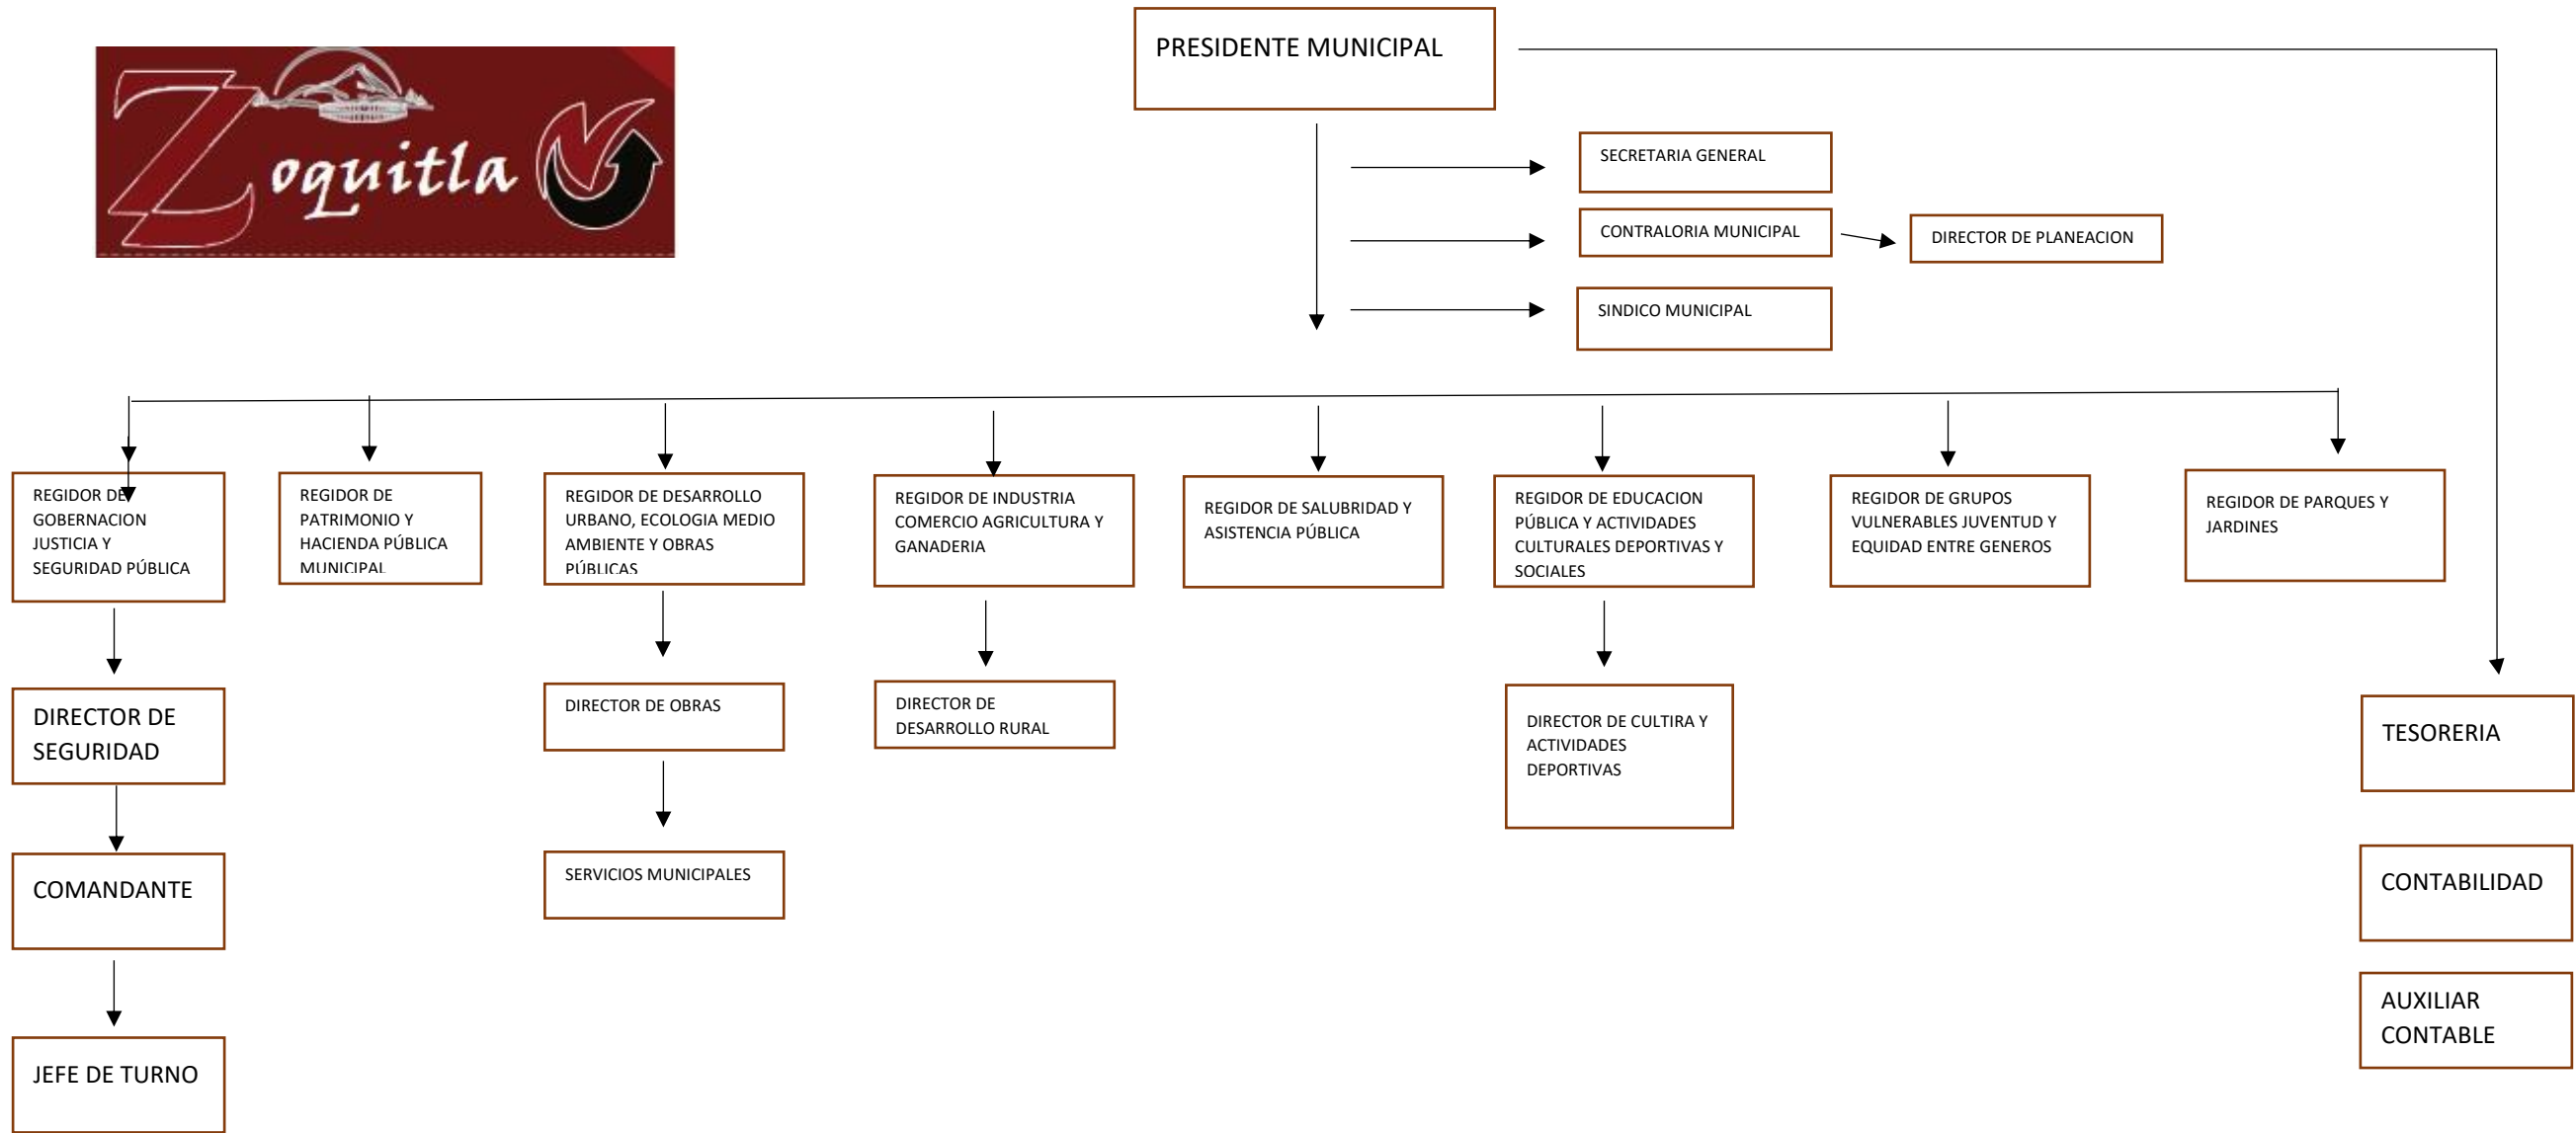 Zoquitla
PRESIDENTE MUNICIPAL
SECRETARIA GENERAL
CONTRALORIA MUNICIPAL
DIRECTOR DE PLANEACION
SINDICO MUNICIPAL
REGIDOR DE
GOBERNACION
JUSTICIA Y
SEGURIDAD PÚBLICA
REGIDOR DE
PATRIMONIO Y
HACIENDA PÚBLICA
MUNICIPAL
REGIDOR DE DESARROLLO
URBANO, ECOLOGIA MEDIO
AMBIENTE Y OBRAS
PÚBLICAS
REGIDOR DE INDUSTRIA
COMERCIO AGRICULTURA Y
GANADERIA
REGIDOR DE SALUBRIDAD Y
ASISTENCIA PÚBLICA
REGIDOR DE EDUCACION
PÚBLICA Y ACTIVIDADES
CULTURALES DEPORTIVAS Y
SOCIALES
REGIDOR DE GRUPOS
VULNERABLES JUVENTUD Y
EQUIDAD ENTRE GENEROS
REGIDOR DE PARQUES Y
JARDINES
DIRECTOR DE
SEGURIDAD
DIRECTOR DE OBRAS
DIRECTOR DE
DESARROLLO RURAL
DIRECTOR DE CULTIRA Y
ACTIVIDADES
DEPORTIVAS
TESORERIA
COMANDANTE
SERVICIOS MUNICIPALES
CONTABILIDAD
AUXILIAR
CONTABLE
JEFE DE TURNO